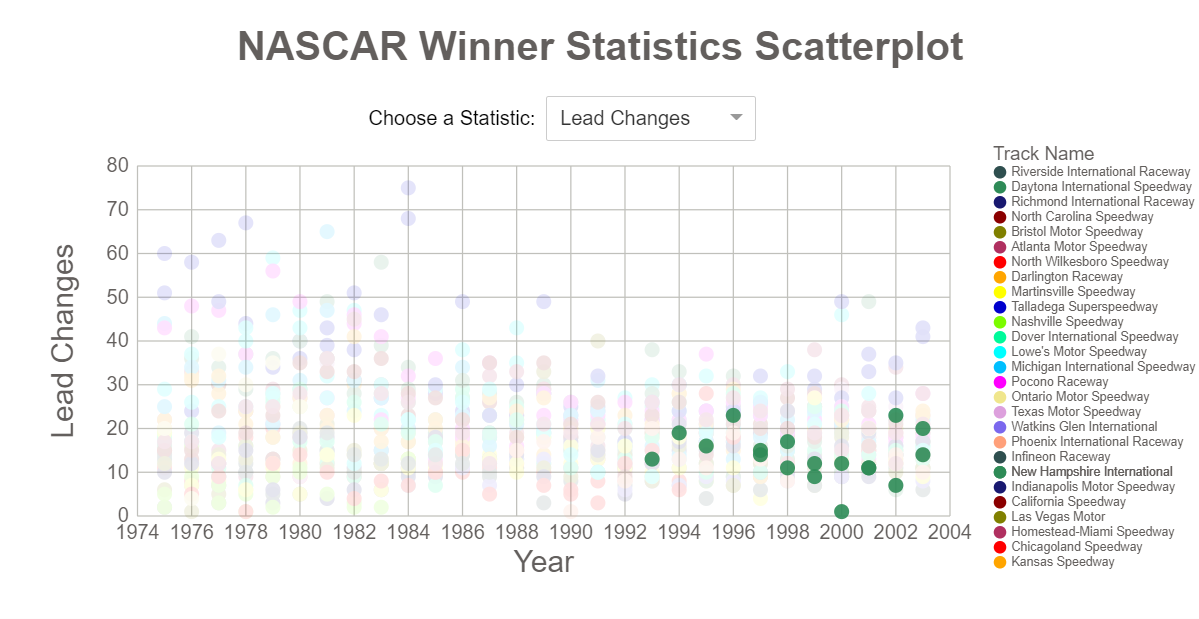 NASCAR Winner Statistics Scatterplot
Choose a Statistic: Lead Changes
Track Name
Riverside International Raceway
Daytona International Speedway
Richmond International Raceway
North Carolina Speedway
Bristol Motor Speedway
Atlanta Motor Speedway
North Wilkesboro Speedway
Darlington Raceway
Martinsville Speedway
Talladega Superspeedway
Nashville Speedway
Dover International Speedway
Lowe's Motor Speedway
Michigan International Speedway
Pocono Raceway
Ontario Motor Speedway
Texas Motor Speedway
Watkins Glen International
Phoenix International Raceway
Infineon Raceway
New Hampshire International
Indianapolis Motor Speedway
California Speedway
Las Vegas Motor
Homestead-Miami Speedway
Chicagoland Speedway
Kansas Speedway
Lead Changes
80
70
60
50
40
30
20
10
0
1974 1976 1978 1980 1982 1984 1986 1988 1990 1992 1994 1996 1998 2000 2002 2004
Year